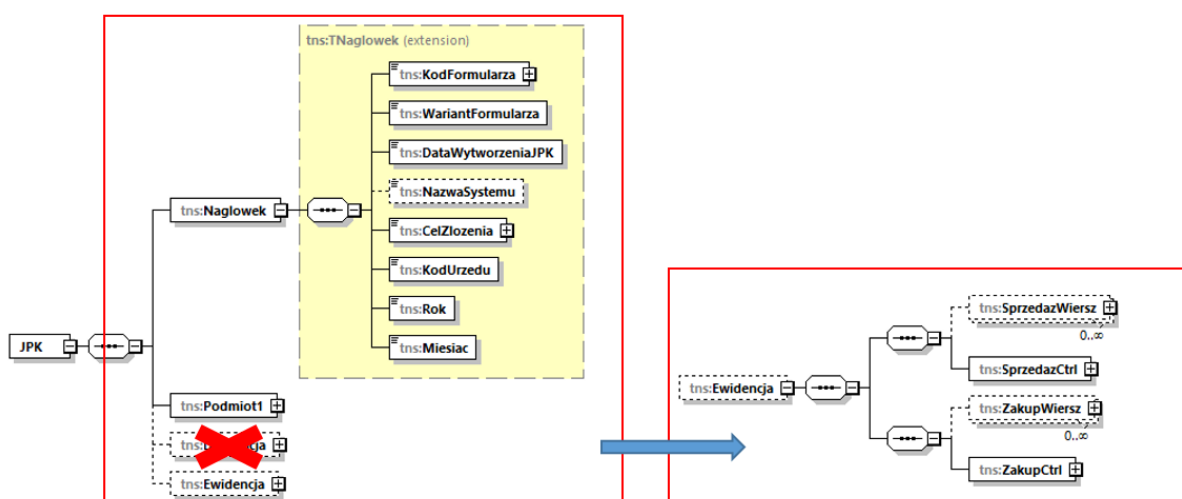 tns:TNaglowek (extension)
tns:KodFormularza
tns:WariantFormularza
tns:DataWytworzeniaJPK
tns:NazwaSystemu
tns:CelZlozenia
tns:KodUrzedu
tns:Rok
tns:Miesiac
tns:Naglowek
JPK
tns:Podmiot1
tns:Ewidencja
tns:Ewidencja
tns:SprzedazWiersz
0..∞
tns:SprzedazCtrl
tns:ZakupWiersz
0..∞
tns:ZakupCtrl